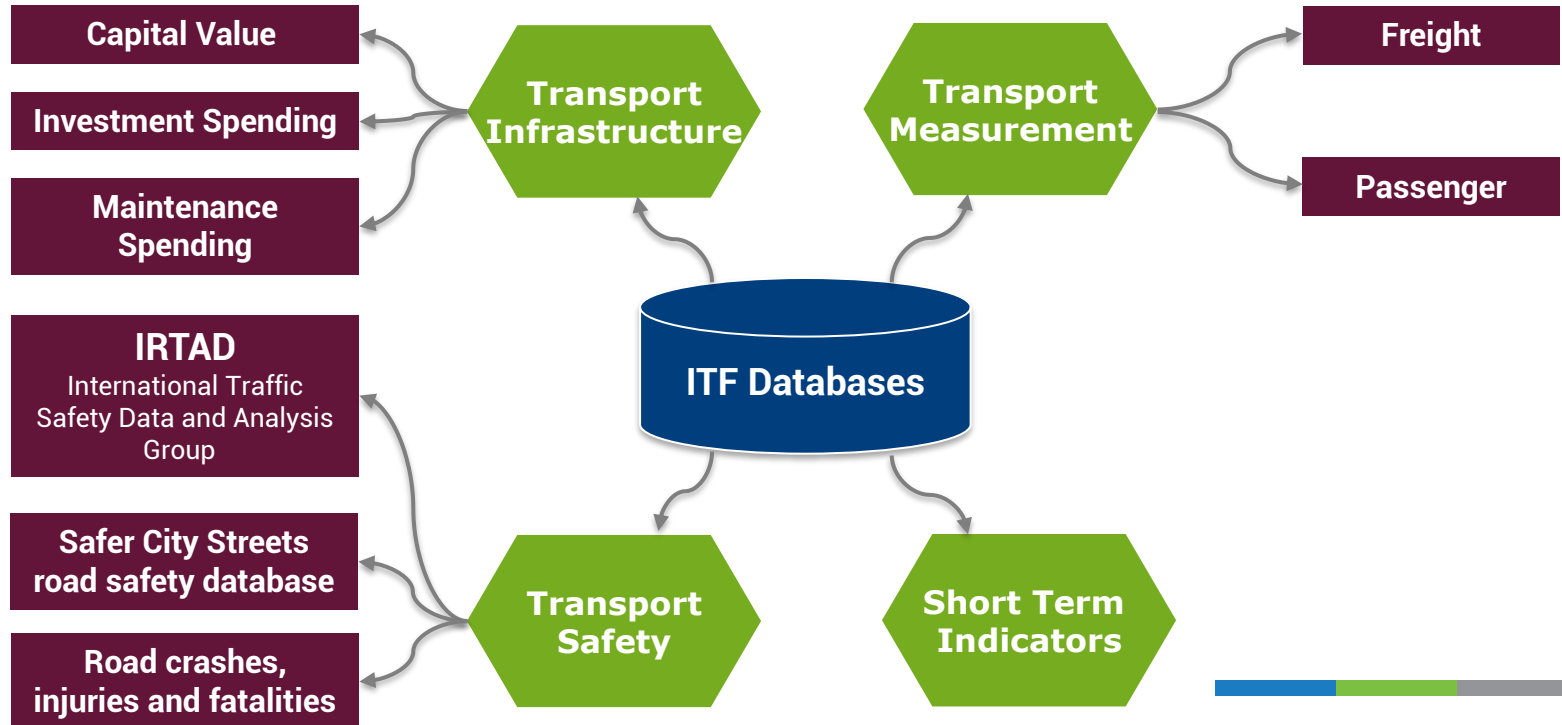 Capital Value
Investment Spending
Maintenance
Spending
Transport
Infrastructure
Transport
Measurement
Freight
Passenger
ITF Databases
IRTAD
International Traffic
Safety Data and Analysis
Group
Safer City Streets
road safety database
Road crashes,
injuries and fatalities
Transport
Safety
Short Term
Indicators